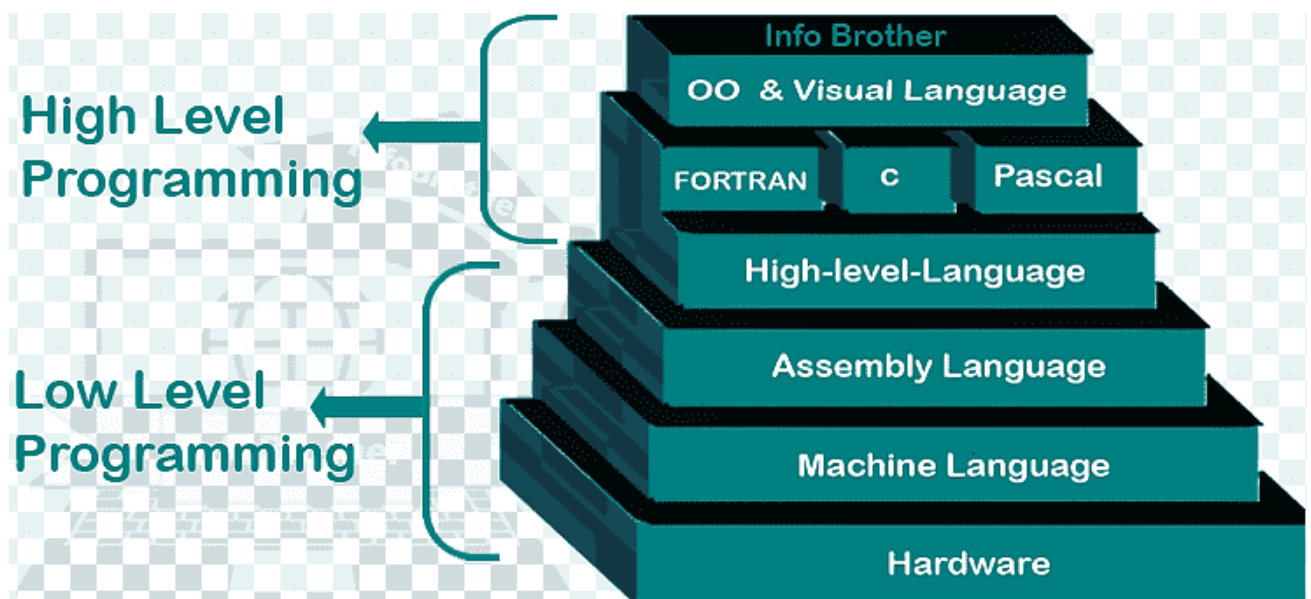 Info Brother
OO & Visual Language
High Level
Programming
FORTRAN
C
Pascal
High-level-Language
Assembly Language
Low Level
Programming
Machine Language
Hardware